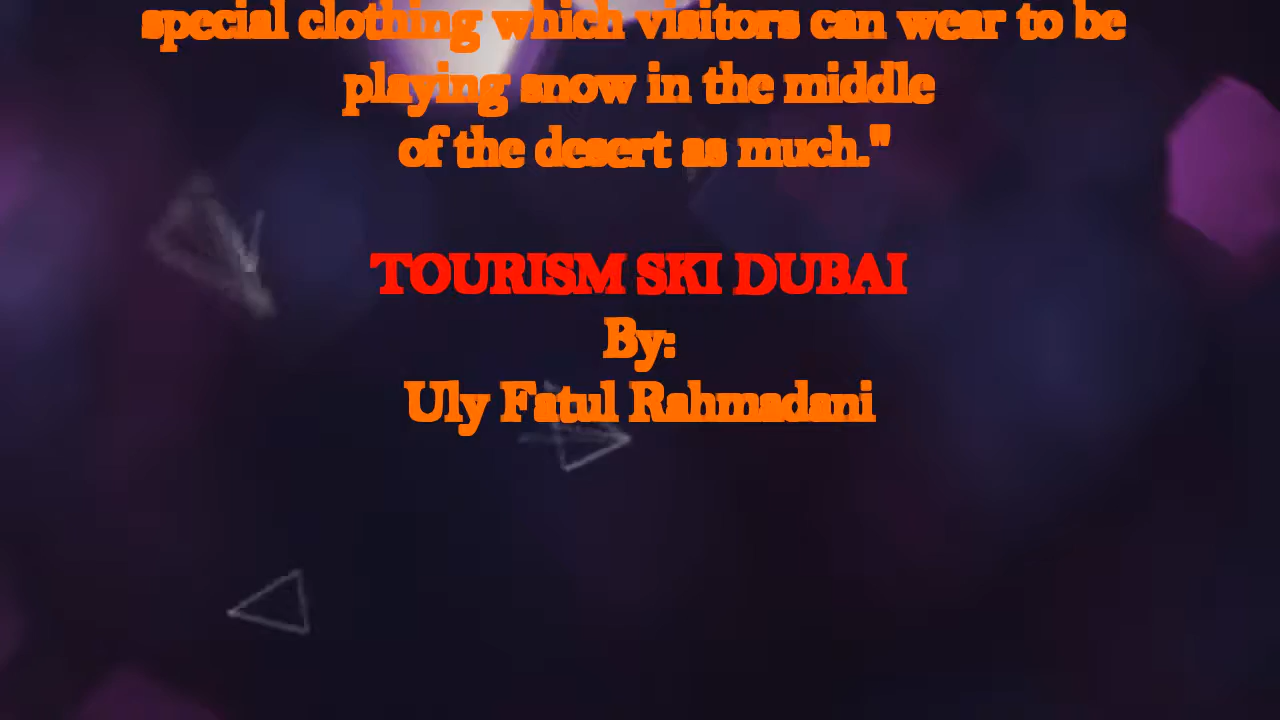 special clothing which visitors can wear to be
playing snow in the middle
of the desert as much."
TOURISM SKI DUBAI
By:
Uly Fatul Rahmadani